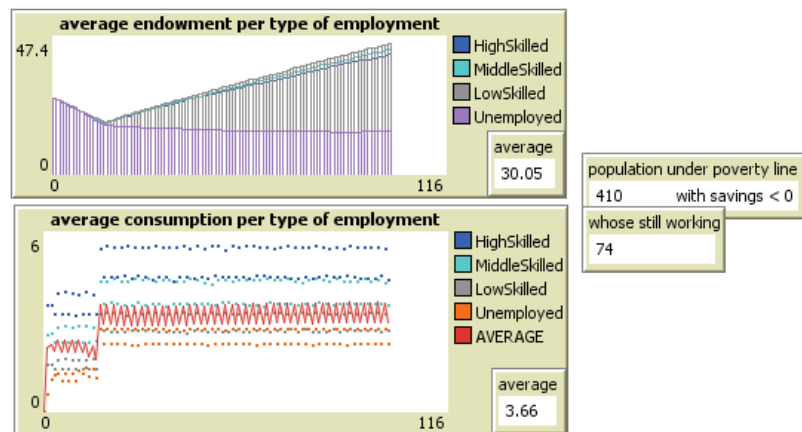 average endowment per type of employment
47.4
0
0
116
HighSkilled
MiddleSkilled
LowSkilled
Unemployed
average
30.05
population under poverty line
410 with savings < 0
whose still working
74
average consumption per type of employment
6
0
0
116
HighSkilled
MiddleSkilled
LowSkilled
Unemployed
AVERAGE
average
3.66